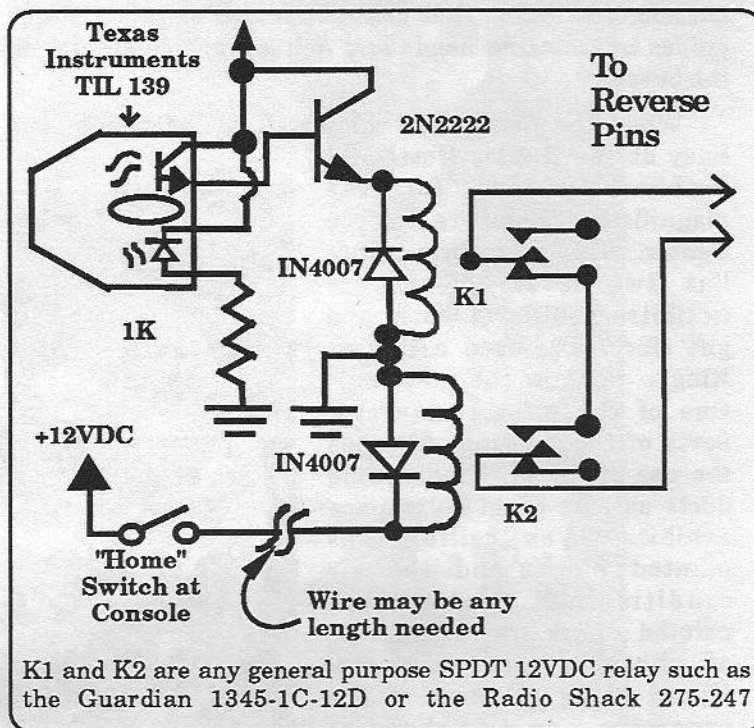 Texas
Instruments
TIL 139
2N2222
To
Reverse
Pins
IN4007
K1
1K
+12VDC
IN4007
K2
"Home"
Switch at
Console
Wire may be any
length needed
K1 and K2 are any general purpose SPDT 12VDC relay such as
the Guardian 1345-1C-12D or the Radio Shack 275-247